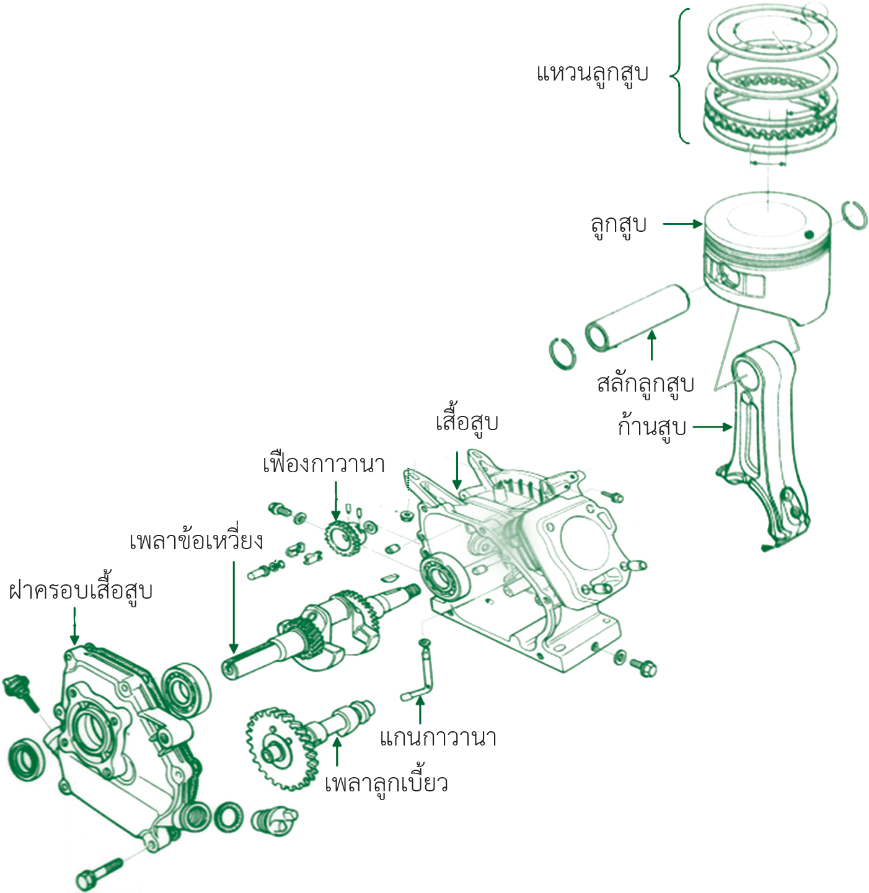 แหวนลูกสูบ
ลูกสูบ
สลักลูกสูบ
ก้านสูบ
เสื้อสูบ
เฟืองกาวานา
เพลาข้อเหวี่ยง
ฝาครอบเสื้อสูบ
แกนกาวานา
เพลาลูกเบี้ยว